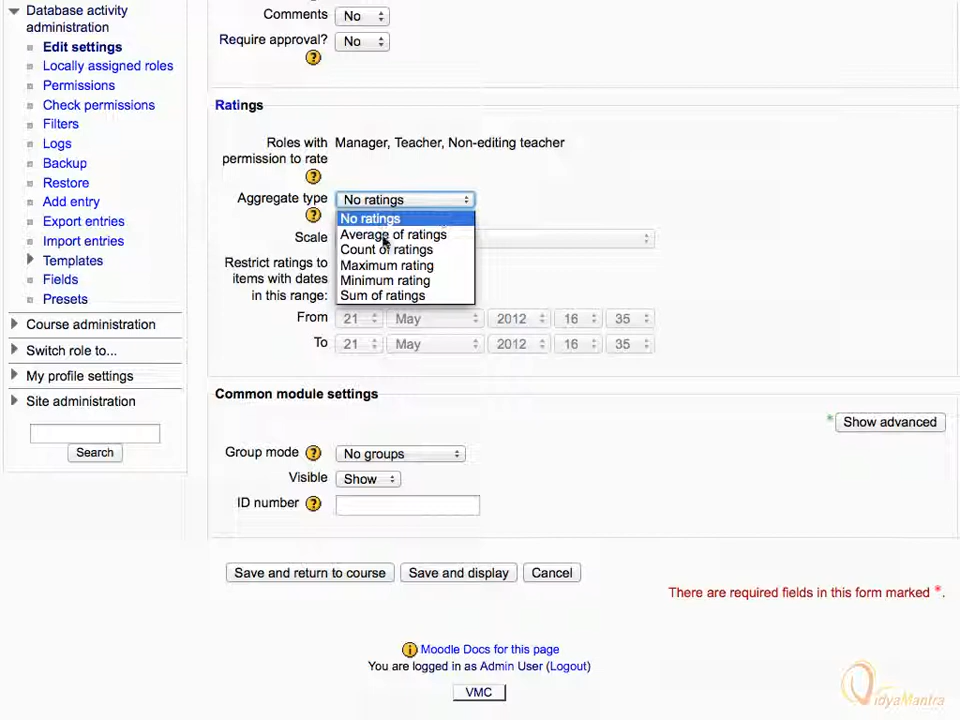 Database activity
administration
Edit settings
Locally assigned roles
Permissions
Check permissions
Filters
Logs
Backup
Restore
Add entry
Export entries
Import entries
Templates
Fields
Presets
Course administration
Switch role to...
My profile settings
Site administration
Search
Comments No
Require approval? No
Ratings
Roles with Manager, Teacher, Non-editing teacher
permission to rate
Aggregate type No ratings
No ratings
Average of ratings
Count of ratings
Maximum rating
Minimum rating
Sum of ratings
Scale
Restrict ratings to
items with dates
in this range:
From 21 May 2012 16 35
To 21 May 2012 16 35
Common module settings
* Show advanced
Group mode No groups
Visible Show
ID number
Save and return to course Save and display Cancel
There are required fields in this form marked *.
Moodle Docs for this page
You are logged in as Admin User (Logout)
VMC
VidyaMantra